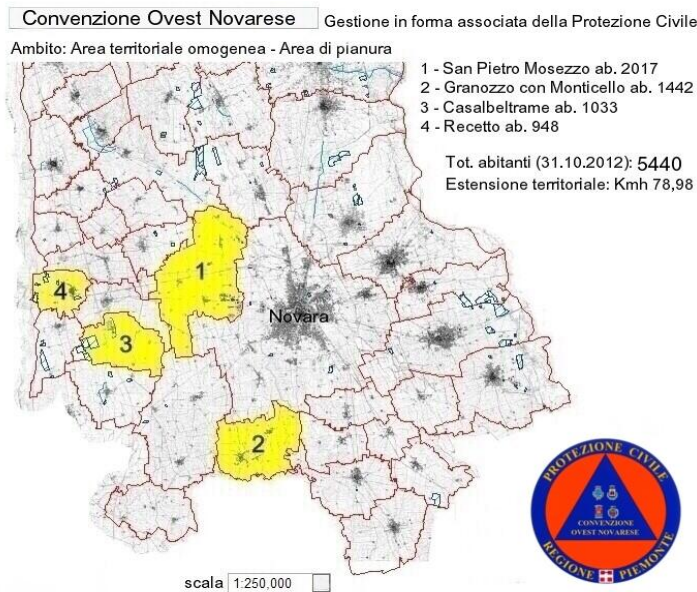 Convenzione Ovest Novarese Gestione in forma associata della Protezione Civile
Ambito: Area territoriale omogenea - Area di pianura
1 - San Pietro Mosezzo ab. 2017
2 - Granozzo con Monticello ab. 1442
3 - Casalbeltrame ab. 1033
4 - Recetto ab. 948
Tot. abitanti (31.10.2012): 5440
Estensione territoriale: Kmh 78,98
1
4
Novara
3
2
PROTEZIONE CIVILE
CONVENZIONE
OVEST NOVARESE
REGIONE PIEMONTE
scala 1:250,000